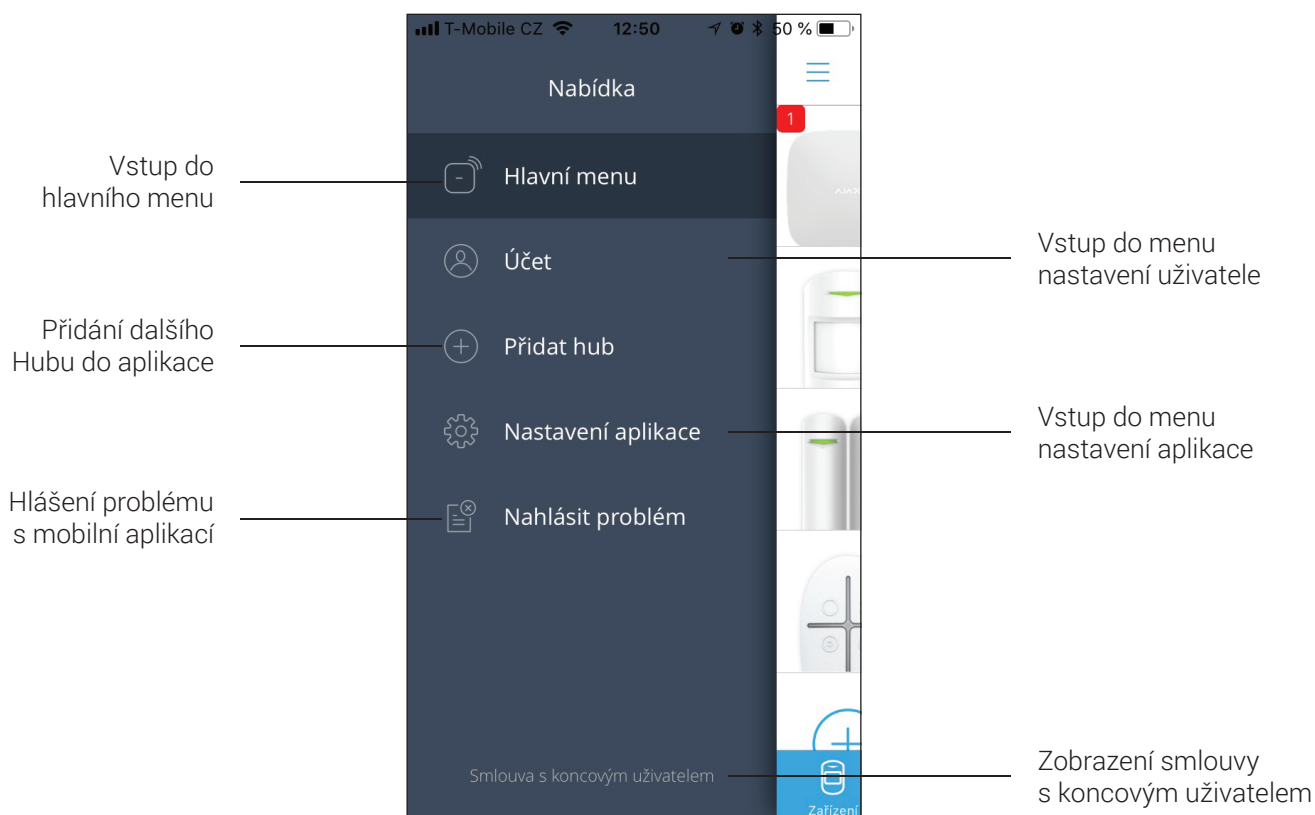 T-Mobile CZ 12:50 50 %
Nabídka
1
Vstup do
hlavního menu
Hlavní menu
AJAX
Účet
Vstup do menu
nastavení uživatele
Přidání dalšího
Hubu do aplikace
Přidat hub
Nastavení aplikace
Vstup do menu
nastavení aplikace
Hlášení problému
s mobilní aplikací
Nahlásit problém
Smlouva s koncovým uživatelem
Zobrazení smlouvy
s koncovým uživatelem
Zařízení